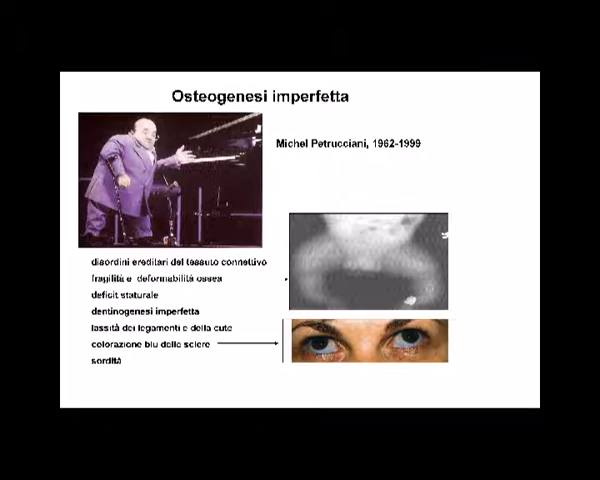 Osteogenesi imperfetta
Michel Petrucciani, 1962-1999
disordini ereditari del tessuto connettivo
fragilità e deformabilità ossea
deficit staturale
dentinogenesi imperfetta
lassità dei legamenti e della cute
colorazione blu delle sclere
sordità